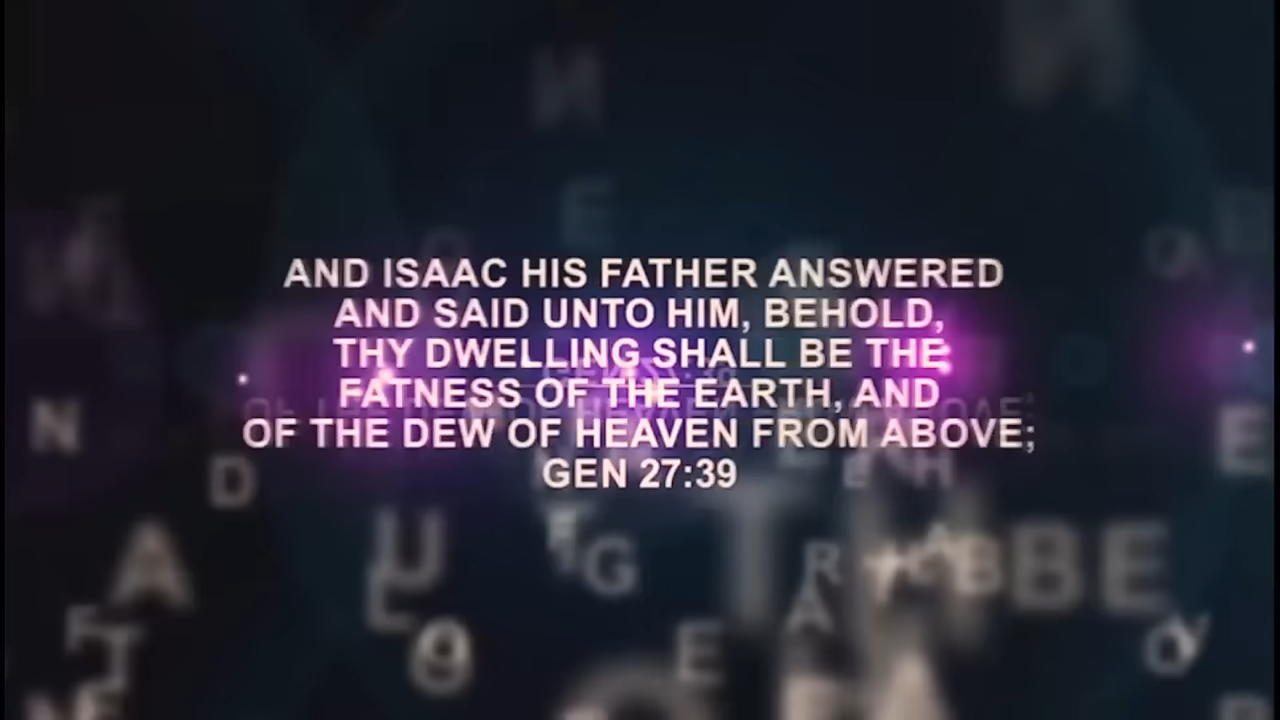 AND ISAAC HIS FATHER ANSWERED
AND SAID UNTO HIM, BEHOLD,
THY DWELLING SHALL BE THE
FATNESS OF THE EARTH, AND
OF THE DEW OF HEAVEN FROM ABOVE;
GEN 27:39